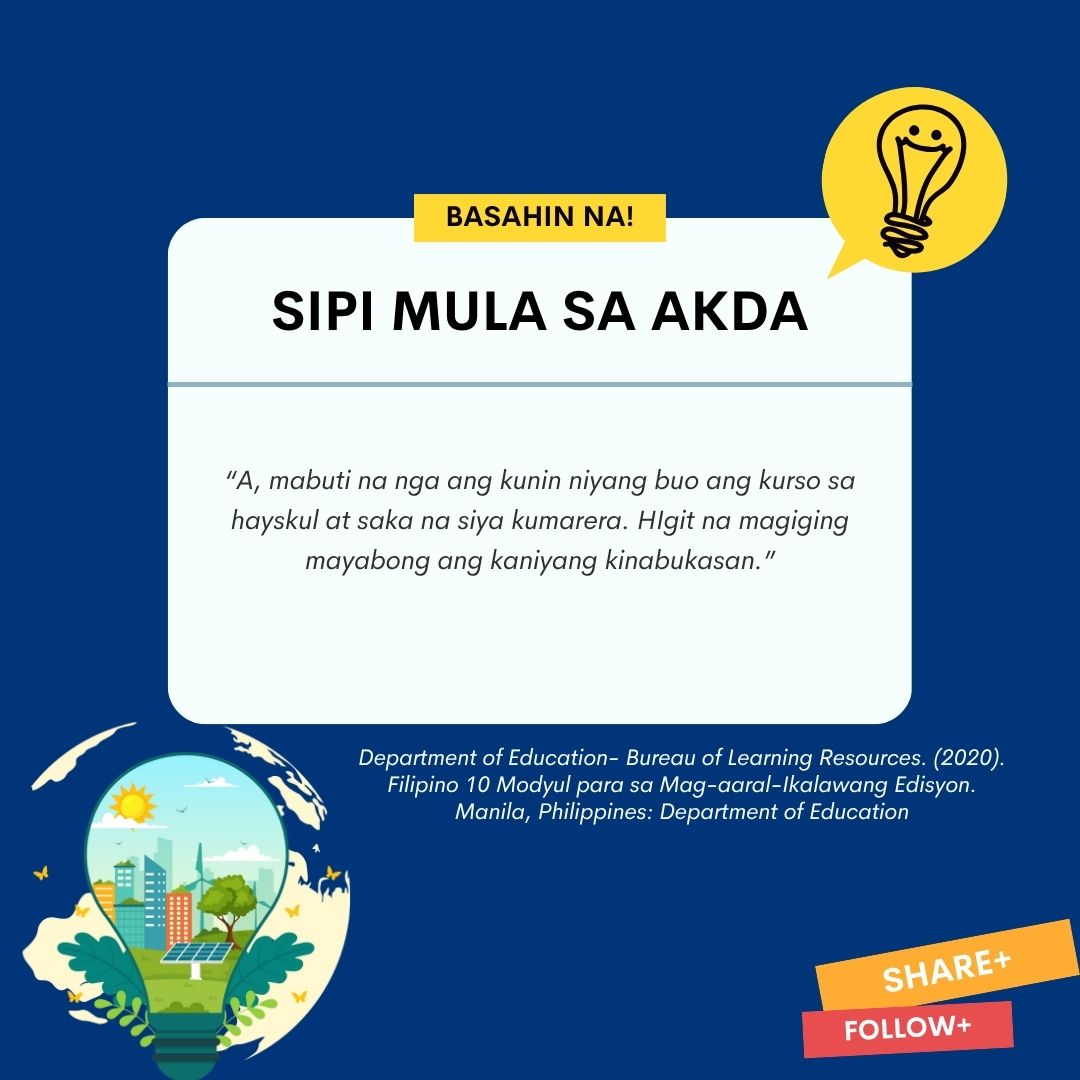 BASAHIN NA!
SIPI MULA SA AKDA
“A, mabuti na nga ang kunin niyang buo ang kurso sa
hayskul at saka na siya kumarera. HIgit na magiging
mayabong ang kaniyang kinabukasan.”
Department of Education- Bureau of Learning Resources. (2020).
Filipino 10 Modyul para sa Mag-aaral-Ikalawang Edisyon.
Manila, Philippines: Department of Education
SHARE+
FOLLOW+